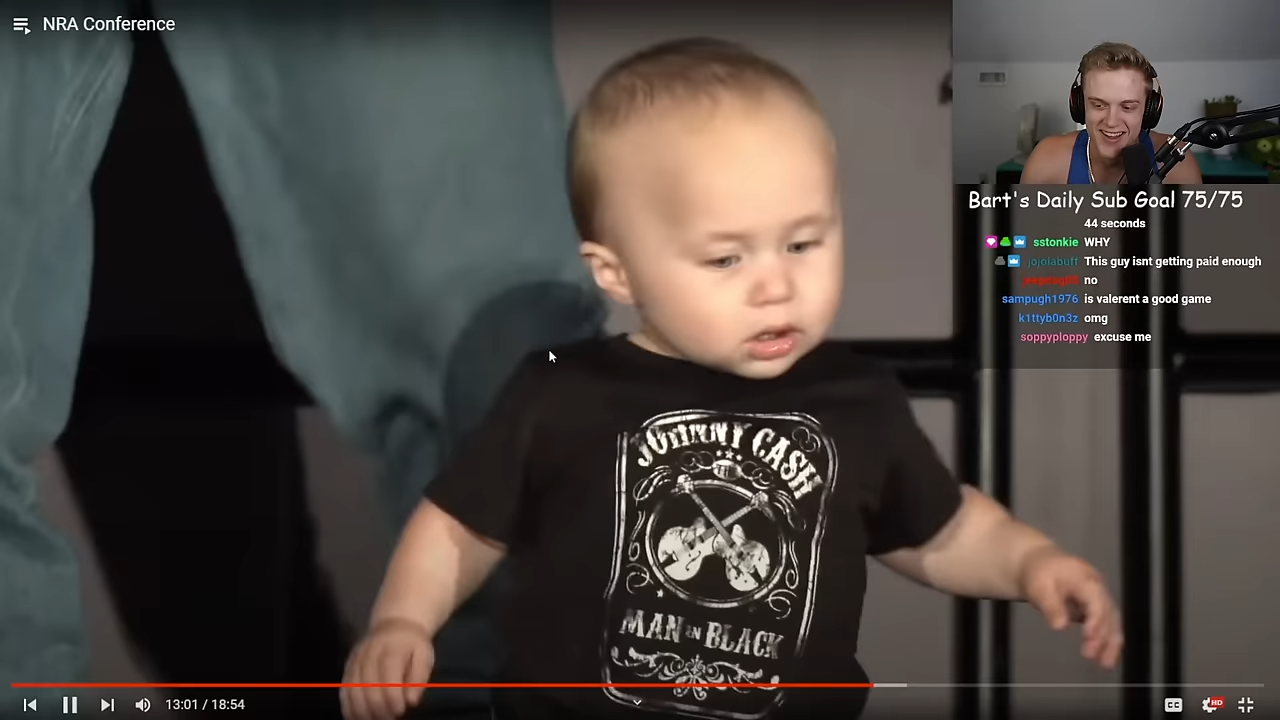 NRA Conference
Bart's Daily Sub Goal 75/75
44 seconds
sstonkie WHY
jojolabuff This guy isnt getting paid enough
no
sampugh1976 is valerent a good game
k1ttyb0n3z omg
soppyploppy excuse me
JOHNNY CASH
MAN IN BLACK
13:01 / 18:54
CC
HD